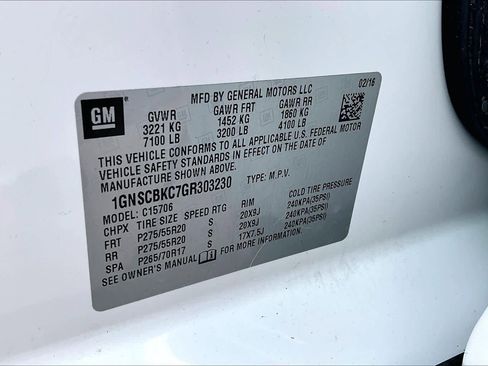 MFD BY GENERAL MOTORS LLC 02/16
GM GVWR GAWR FRT GAWR RR
3221 KG 1452 KG 1860 KG
7100 LB 3200 LB 4100 LB
THIS VEHICLE CONFORMS TO ALL APPLICABLE U.S. FEDERAL MOTOR
VEHICLE SAFETY STANDARDS IN EFFECT ON THE DATE OF
MANUFACTURE SHOWN ABOVE.
1GNSCBKC7GR303230 TYPE: M.P.V.
MODEL: C15706
CHPX TIRE SIZE SPEED RTG RIM COLD TIRE PRESSURE
FRT P275/55R20 S 20X9J 240KPA(35PSI)
RR P275/55R20 S 20X9J 240KPA(35PSI)
SPA P265/70R17 S 17X7.5J 240KPA(35PSI)
SEE OWNER'S MANUAL FOR MORE INFORMATION.